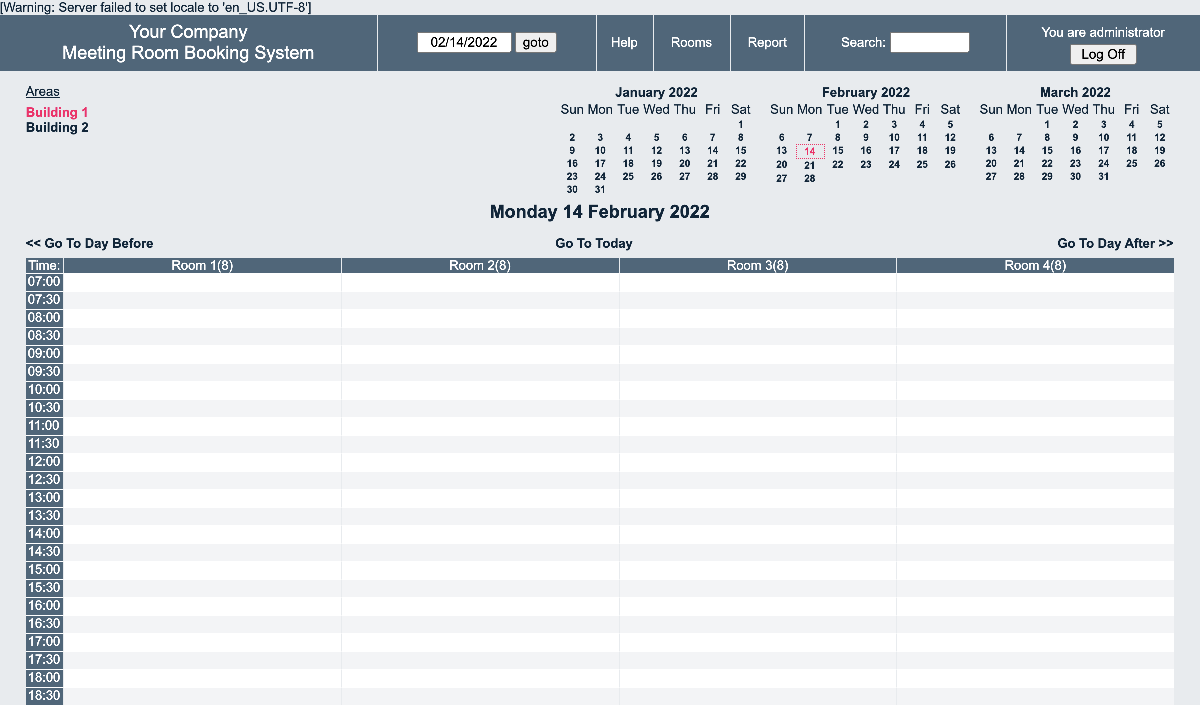 [Warning: Server failed to set locale to 'en_US.UTF-8']
Your Company
Meeting Room Booking System
02/14/2022 goto
Help
Rooms
Report
Search:
You are administrator
Log Off
Areas
Building 1
Building 2
January 2022
Sun Mon Tue Wed Thu Fri Sat
1
2 3 4 5 6 7 8
9 10 11 12 13 14 15
16 17 18 19 20 21 22
23 24 25 26 27 28 29
30 31
February 2022
Sun Mon Tue Wed Thu Fri Sat
1 2 3 4 5
6 7 8 9 10 11 12
13 14 15 16 17 18 19
20 21 22 23 24 25 26
27 28
March 2022
Sun Mon Tue Wed Thu Fri Sat
1 2 3 4 5
6 7 8 9 10 11 12
13 14 15 16 17 18 19
20 21 22 23 24 25 26
27 28 29 30 31
Monday 14 February 2022
<< Go To Day Before
Go To Today
Go To Day After >>
Time: Room 1(8) Room 2(8) Room 3(8) Room 4(8)
07:00
07:30
08:00
08:30
09:00
09:30
10:00
10:30
11:00
11:30
12:00
12:30
13:00
13:30
14:00
14:30
15:00
15:30
16:00
16:30
17:00
17:30
18:00
18:30